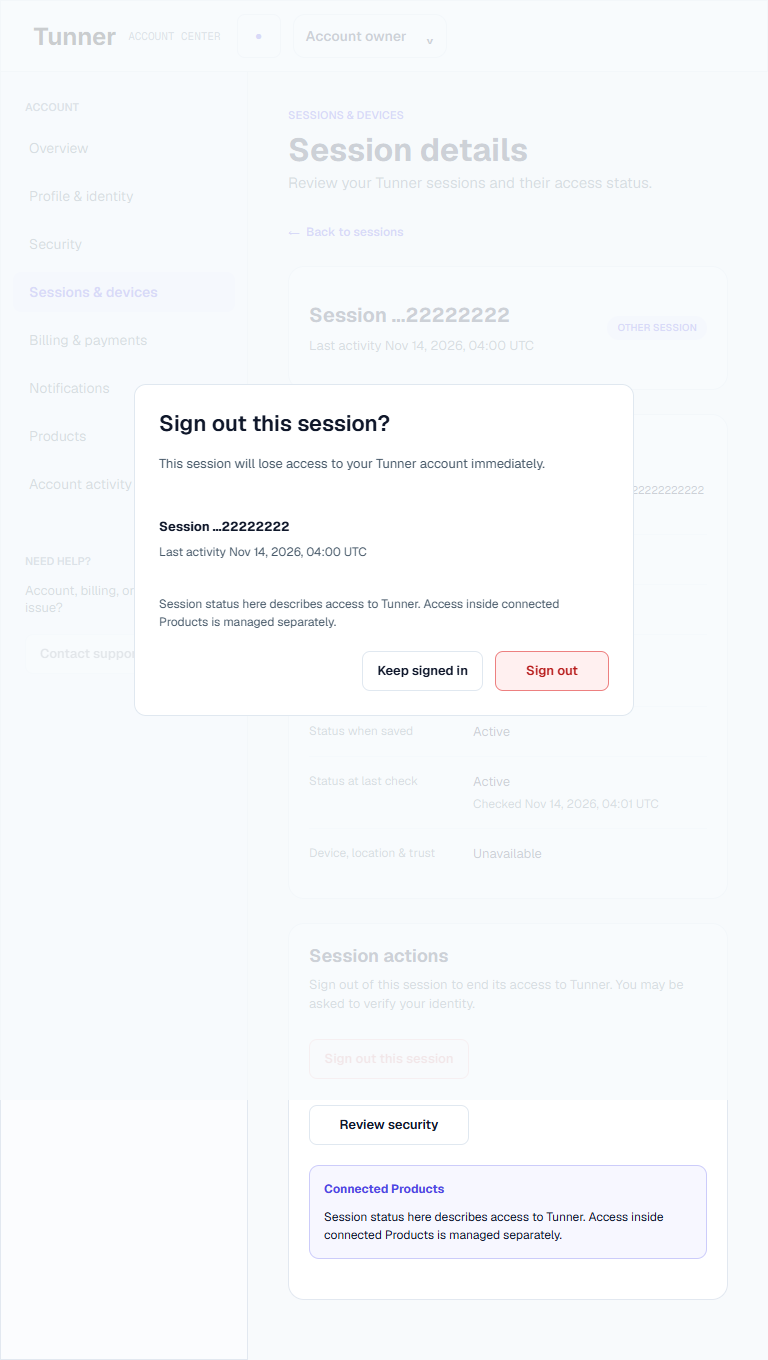 Tunner ACCOUNT CENTER Account owner
ACCOUNT
Overview
Profile & identity
Security
Sessions & devices
Billing & payments
Notifications
Products
Account activity
NEED HELP?
Account, billing, or
issue?
Contact suppor
SESSIONS & DEVICES
Session details
Review your Tunner sessions and their access status.
← Back to sessions
Session …22222222
OTHER SESSION
Last activity Nov 14, 2026, 04:00 UTC
22222222222
Sign out this session?
This session will lose access to your Tunner account immediately.
Session …22222222
Last activity Nov 14, 2026, 04:00 UTC
Session status here describes access to Tunner. Access inside connected
Products is managed separately.
Keep signed in
Sign out
Status when saved Active
Status at last check Active
Checked Nov 14, 2026, 04:01 UTC
Device, location & trust Unavailable
Session actions
Sign out of this session to end its access to Tunner. You may be
asked to verify your identity.
Sign out this session
Review security
Connected Products
Session status here describes access to Tunner. Access inside
connected Products is managed separately.